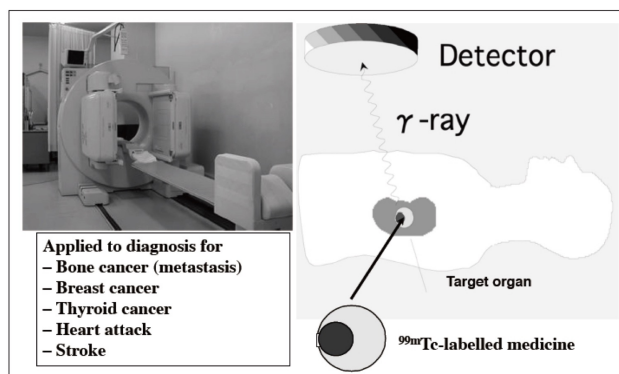 Applied to diagnosis for
– Bone cancer (metastasis)
– Breast cancer
– Thyroid cancer
– Heart attack
– Stroke
Detector
γ-ray
Target organ
⁹⁹ᵐTc-labelled medicine